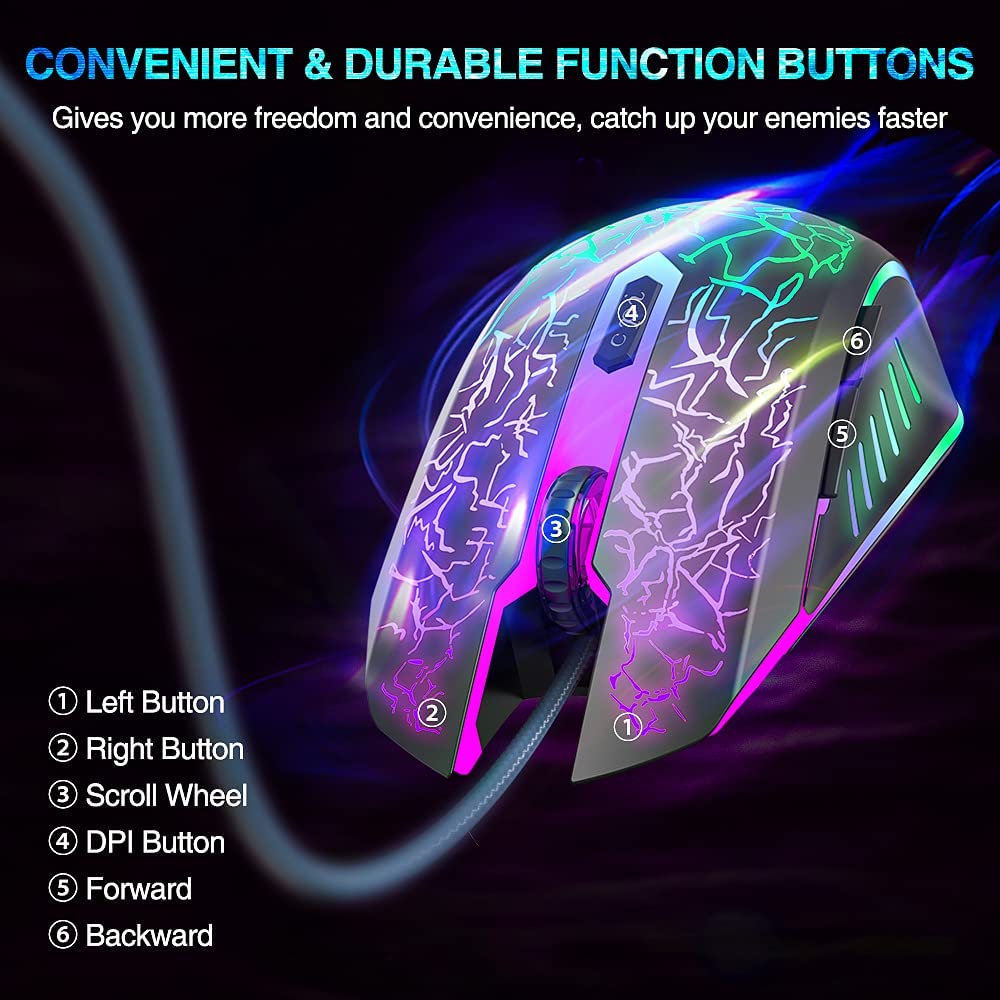 CONVENIENT & DURABLE FUNCTION BUTTONS
Gives you more freedom and convenience, catch up your enemies faster
④
⑥
⑤
③
②
①
① Left Button
② Right Button
③ Scroll Wheel
④ DPI Button
⑤ Forward
⑥ Backward